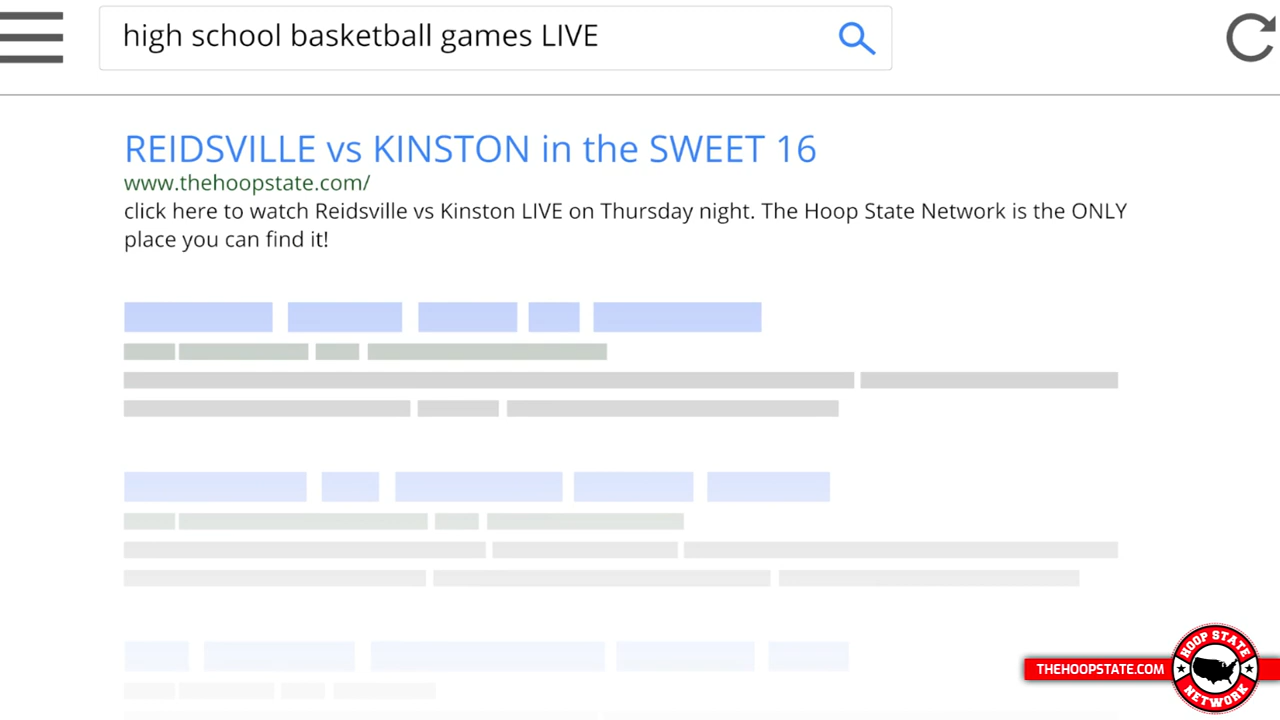 high school basketball games LIVE
REIDSVILLE vs KINSTON in the SWEET 16
www.thehoopstate.com/
click here to watch Reidsville vs Kinston LIVE on Thursday night. The Hoop State Network is the ONLY
place you can find it!
THEHOOPSTATE.COM
HOOP STATE
NETWORK